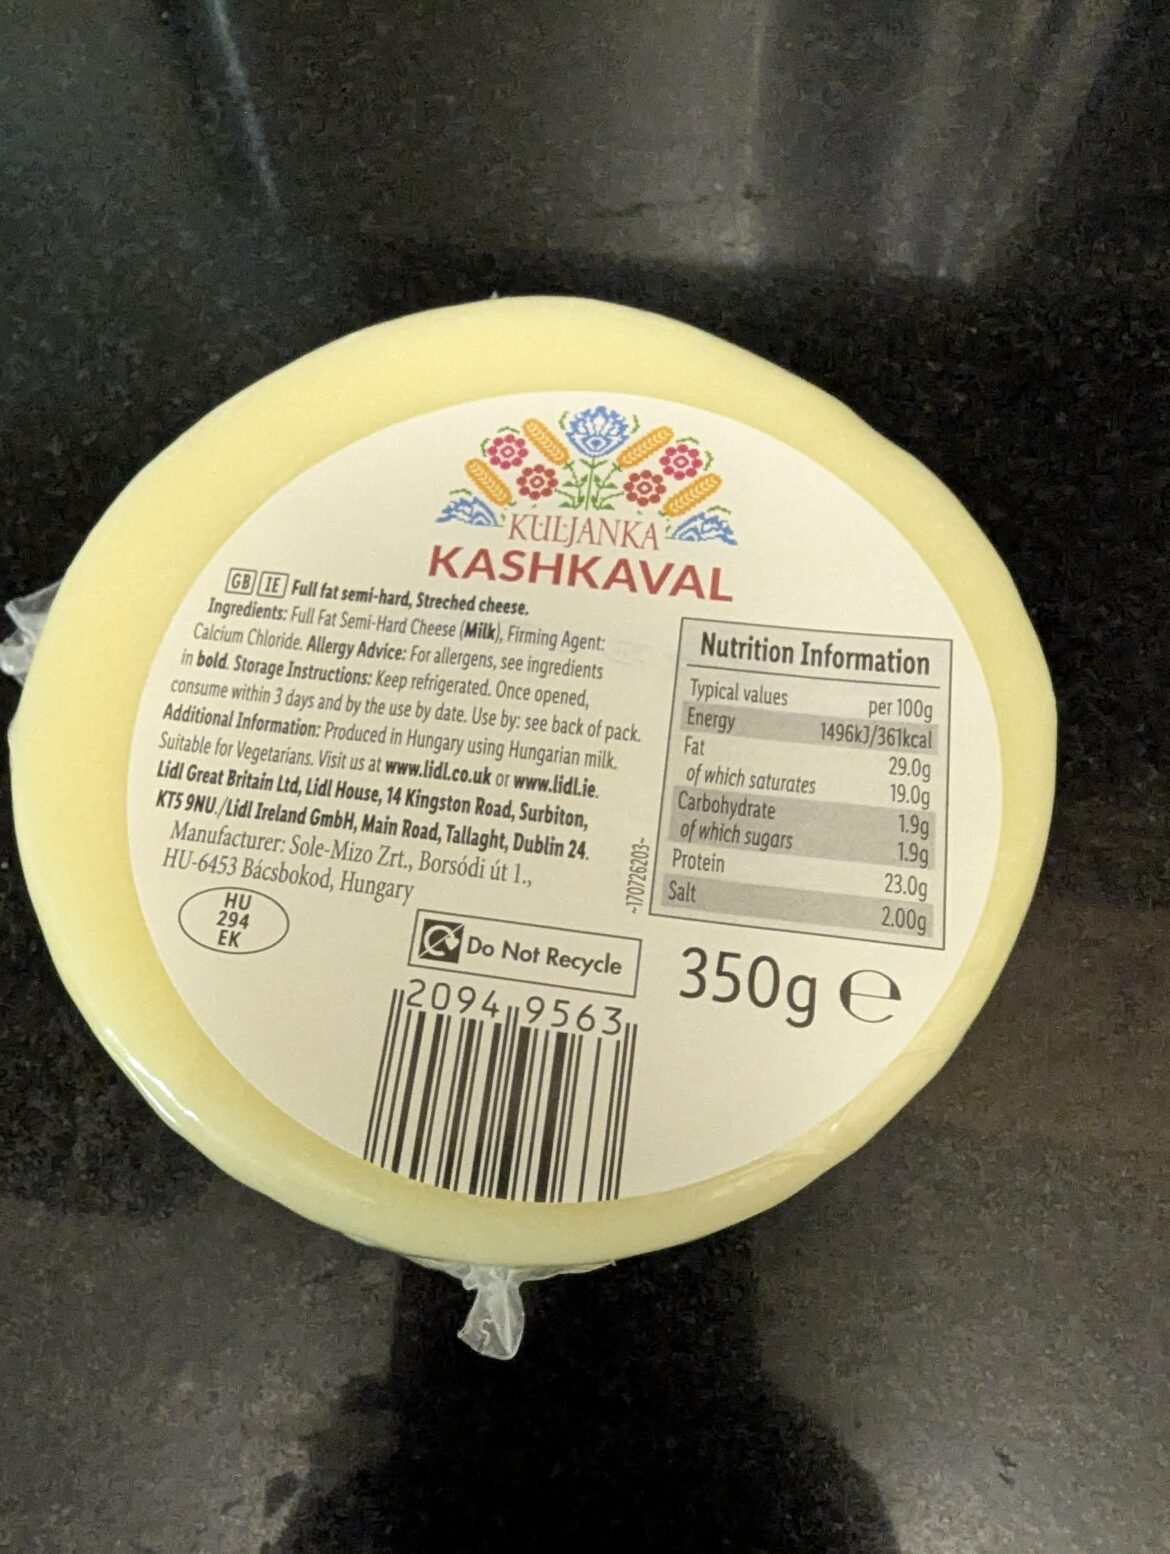 KULJANKA
KASHKAVAL
GB IE Full fat semi-hard, Streched cheese.
Ingredients: Full Fat Semi-Hard Cheese (Milk), Firming Agent:
Calcium Chloride. Allergy Advice: For allergens, see ingredients
in bold. Storage Instructions: Keep refrigerated. Once opened,
consume within 3 days and by the use by date. Use by: see back of pack.
Additional Information: Produced in Hungary using Hungarian milk.
Suitable for Vegetarians. Visit us at www.lidl.co.uk or www.lidl.ie.
Lidl Great Britain Ltd, Lidl House, 14 Kingston Road, Surbiton,
KT5 9NU./Lidl Ireland GmbH, Main Road, Tallaght, Dublin 24.
Manufacturer: Sole-Mizo Zrt., Borsódi út 1.,
HU-6453 Bácsbokod, Hungary
HU
294
EK
Do Not Recycle
2094 9563
~170726203~
Nutrition Information
Typical values per 100g
Energy 1496kJ/361kcal
Fat 29.0g
of which saturates 19.0g
Carbohydrate 1.9g
of which sugars 1.9g
Protein 23.0g
Salt 2.00g
350g e